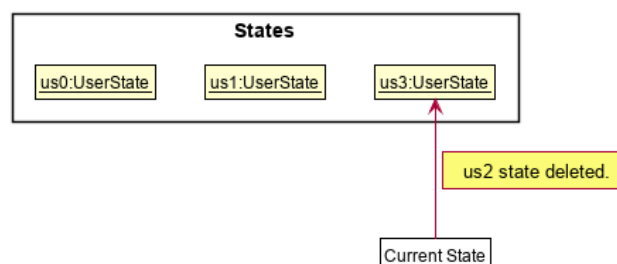 States
us0:UserState
us1:UserState
us3:UserState
us2 state deleted.
Current State